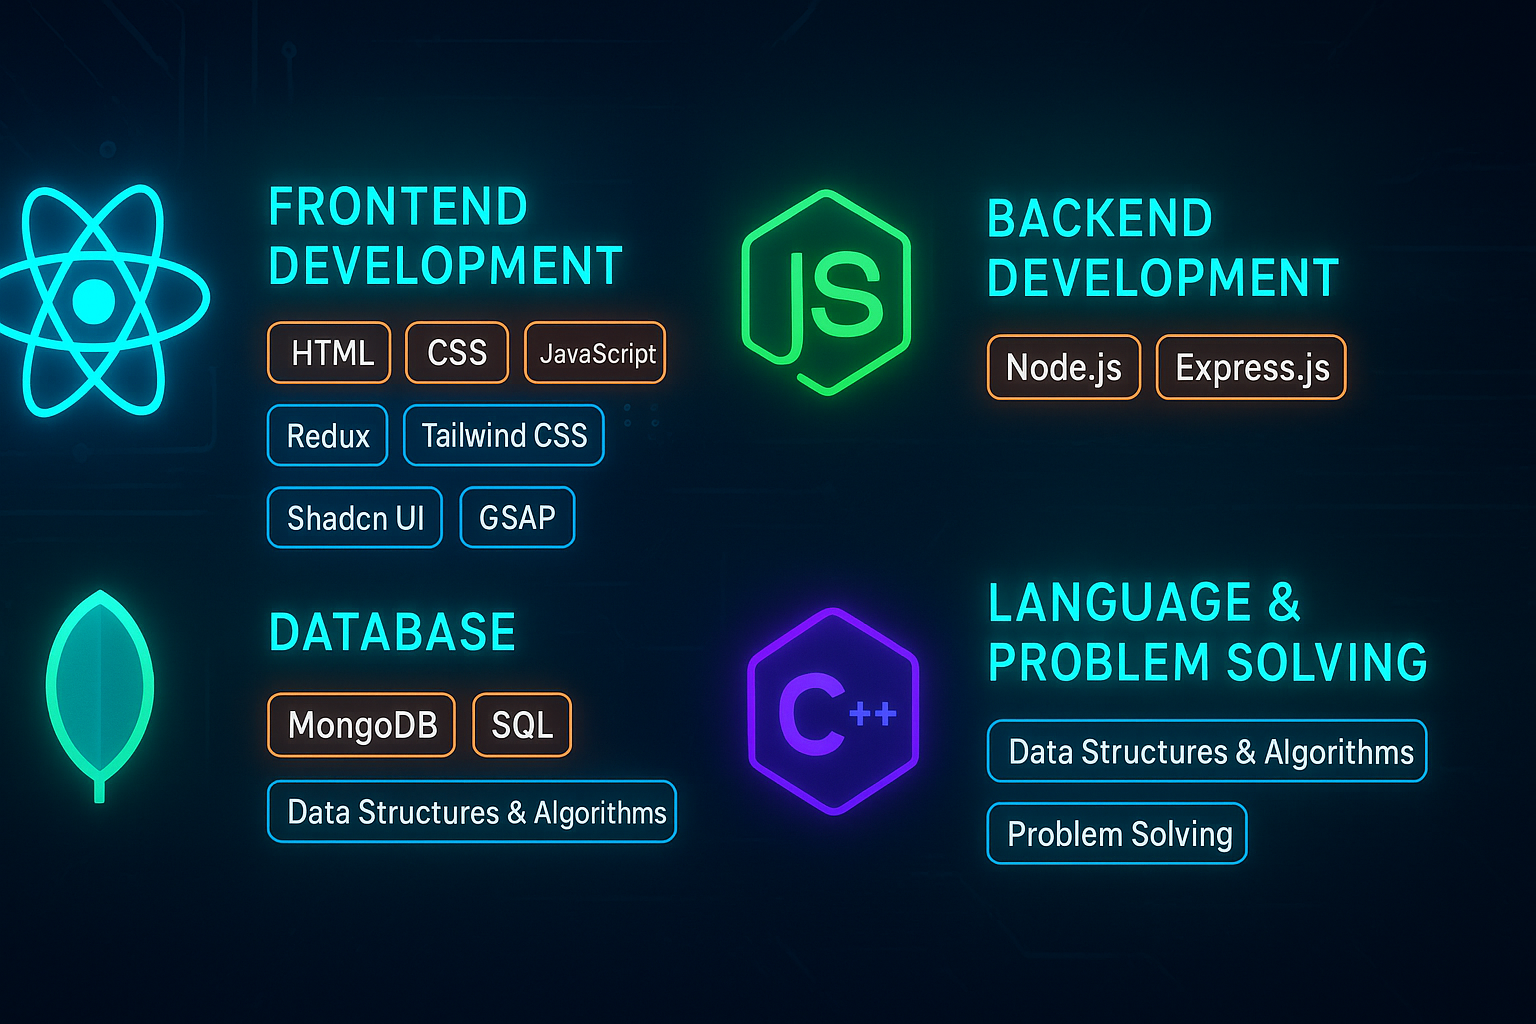 FRONTEND
DEVELOPMENT
HTML CSS JavaScript
Redux Tailwind CSS
Shadcn UI GSAP
JS
BACKEND
DEVELOPMENT
Node.js Express.js
DATABASE
MongoDB SQL
Data Structures & Algorithms
C++
LANGUAGE &
PROBLEM SOLVING
Data Structures & Algorithms
Problem Solving